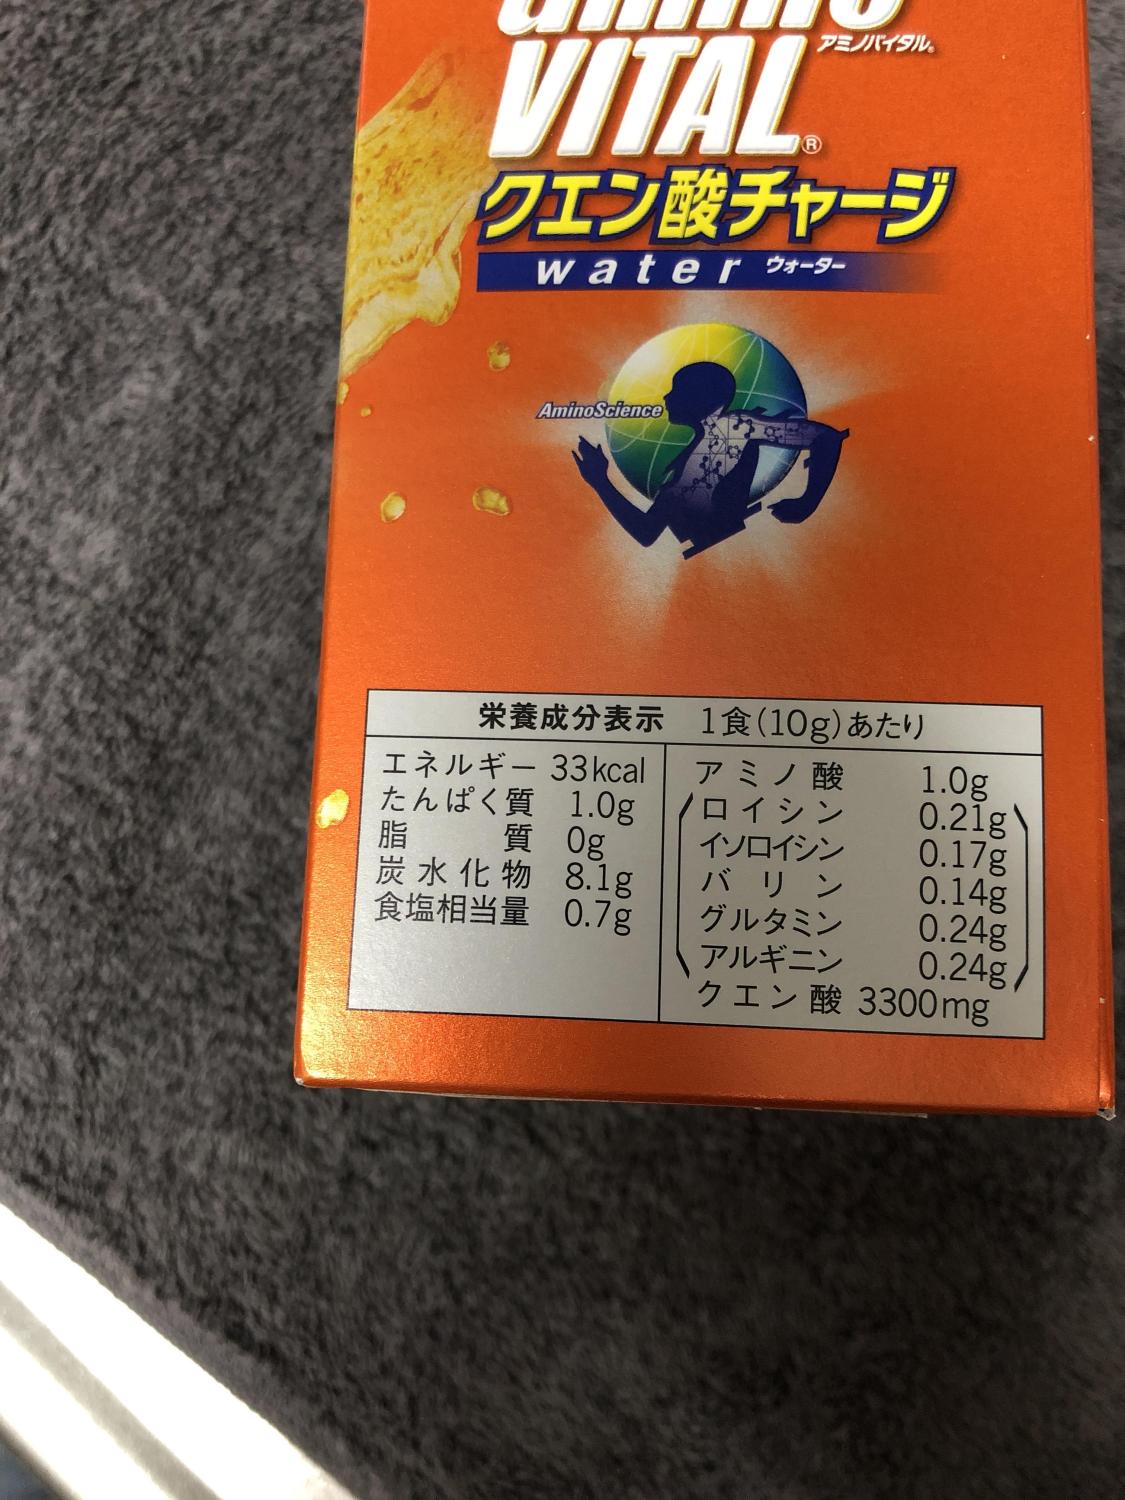 amino
VITAL®
アミノバイタル®
クエン酸チャージ
water ウォーター
AminoScience
栄養成分表示 1食(10g)あたり
エネルギー 33kcal
たんぱく質 1.0g
脂質 0g
炭水化物 8.1g
食塩相当量 0.7g
アミノ酸 1.0g
ロイシン 0.21g
イソロイシン 0.17g
バリン 0.14g
グルタミン 0.24g
アルギニン 0.24g
クエン酸 3300mg